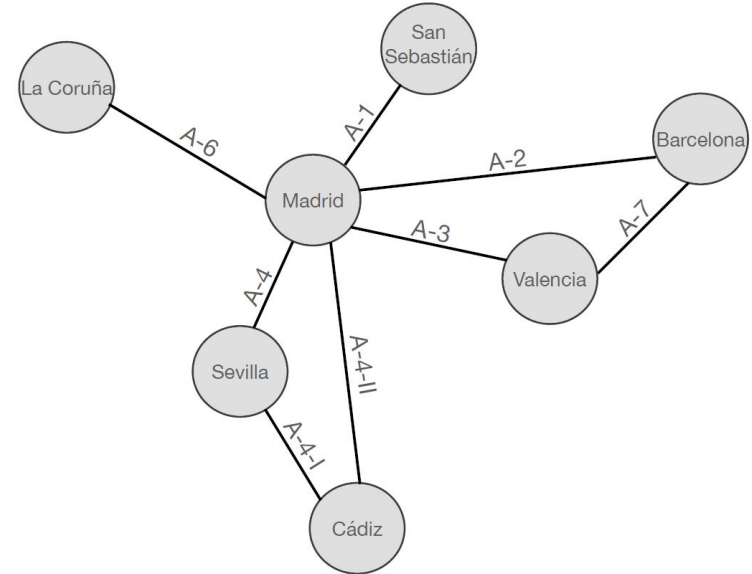 San
Sebastián
La Coruña
A-1
A-6
Barcelona
A-2
Madrid
A-7
A-3
Valencia
A-4
A-4-II
Sevilla
A-4-I
Cádiz